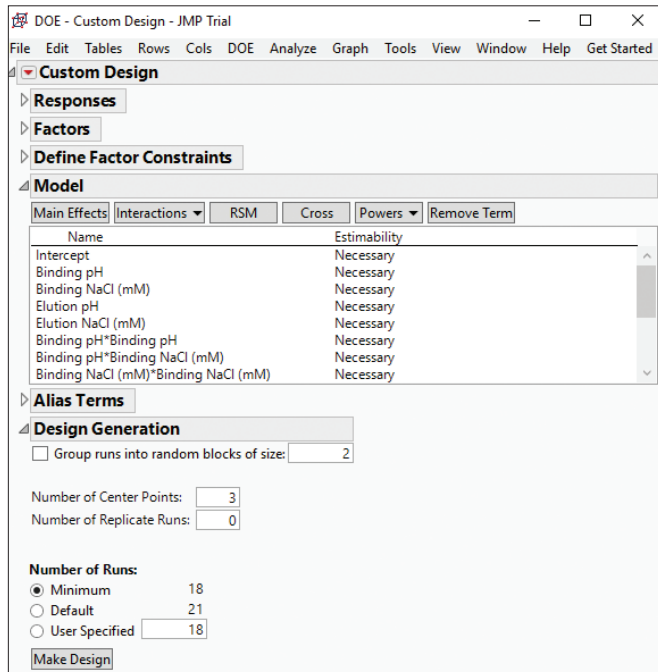 DOE - Custom Design - JMP Trial
File Edit Tables Rows Cols DOE Analyze Graph Tools View Window Help Get Started
Custom Design
Responses
Factors
Define Factor Constraints
Model
Main Effects Interactions RSM Cross Powers Remove Term
Name Estimability
Intercept Necessary
Binding pH Necessary
Binding NaCl (mM) Necessary
Elution pH Necessary
Elution NaCl (mM) Necessary
Binding pH*Binding pH Necessary
Binding pH*Binding NaCl (mM) Necessary
Binding NaCl (mM)*Binding NaCl (mM) Necessary
Alias Terms
Design Generation
Group runs into random blocks of size: 2
Number of Center Points: 3
Number of Replicate Runs: 0
Number of Runs:
Minimum 18
Default 21
User Specified 18
Make Design